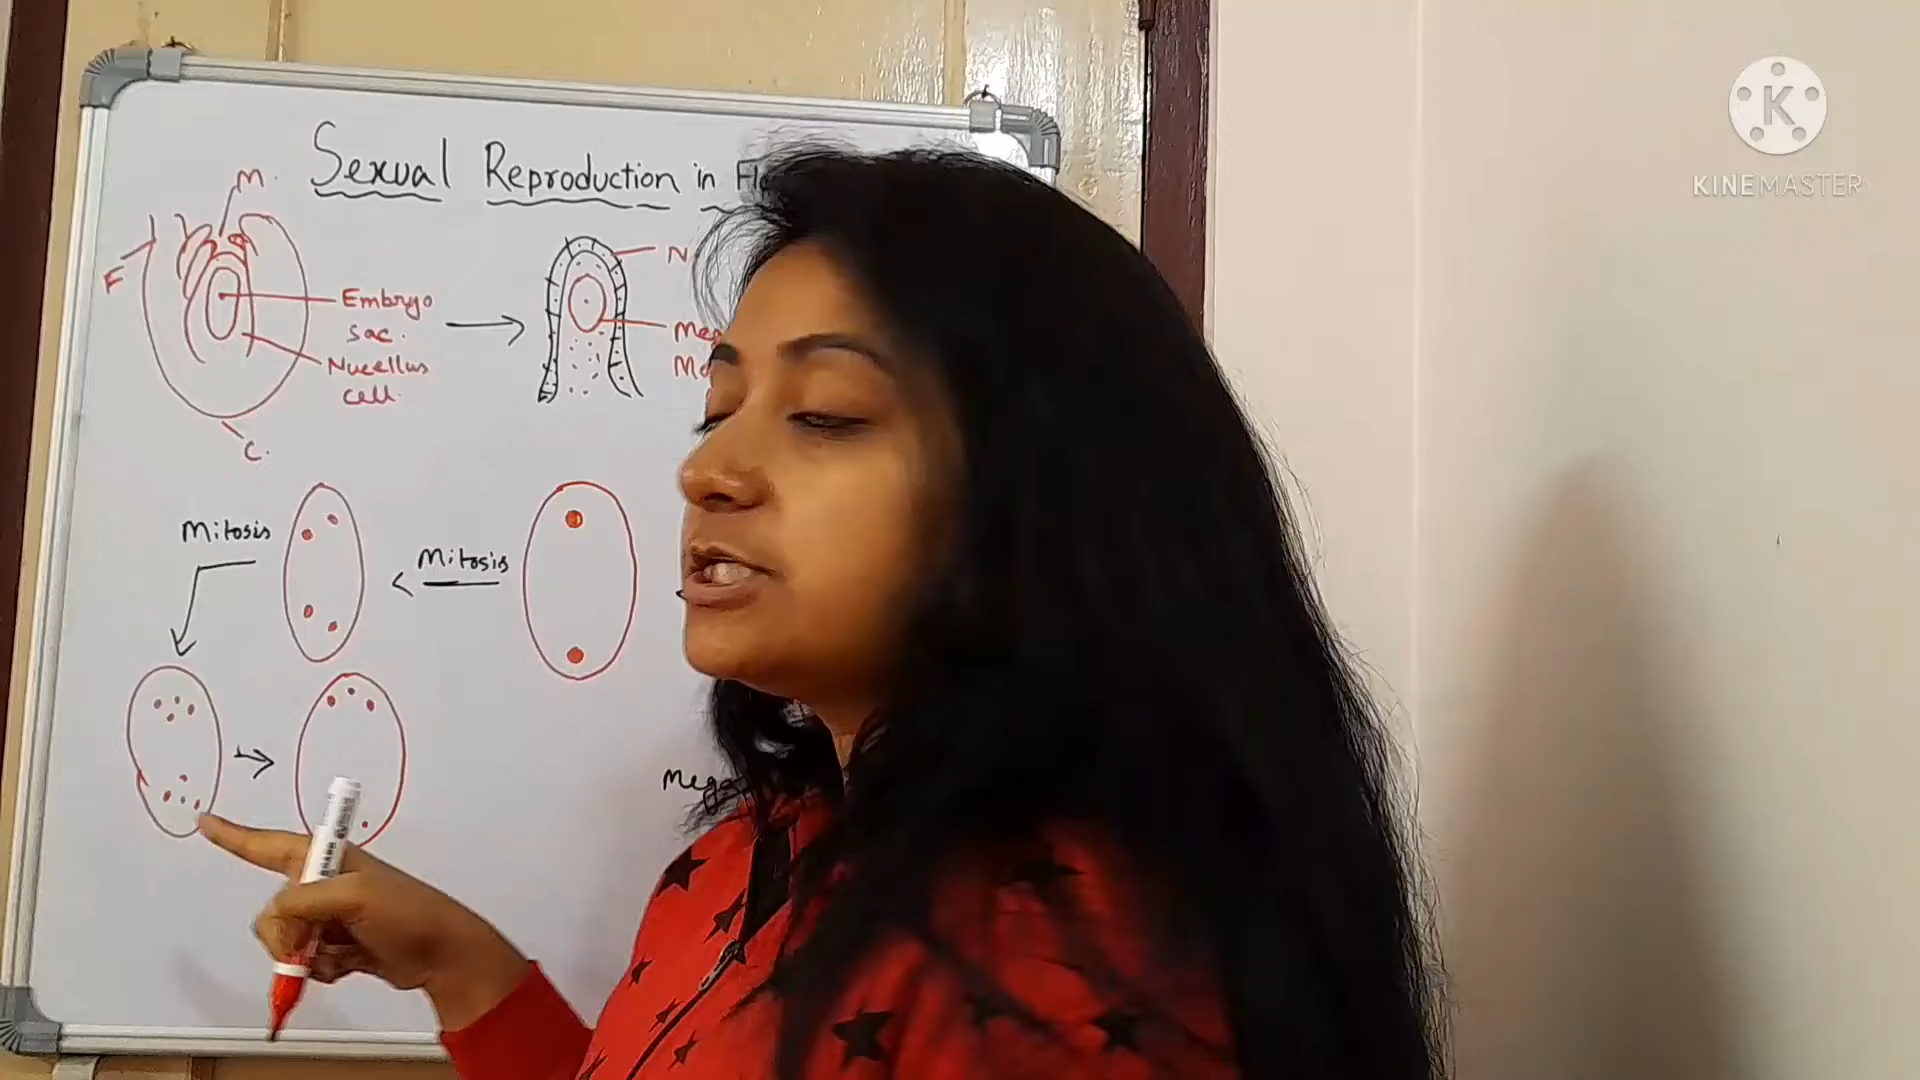 Sexual Reproduction in
M.
F
Embryo
sac.
Nucellus
cell.
C.
N
Mitosis
Mitosis
K
KINEMASTER